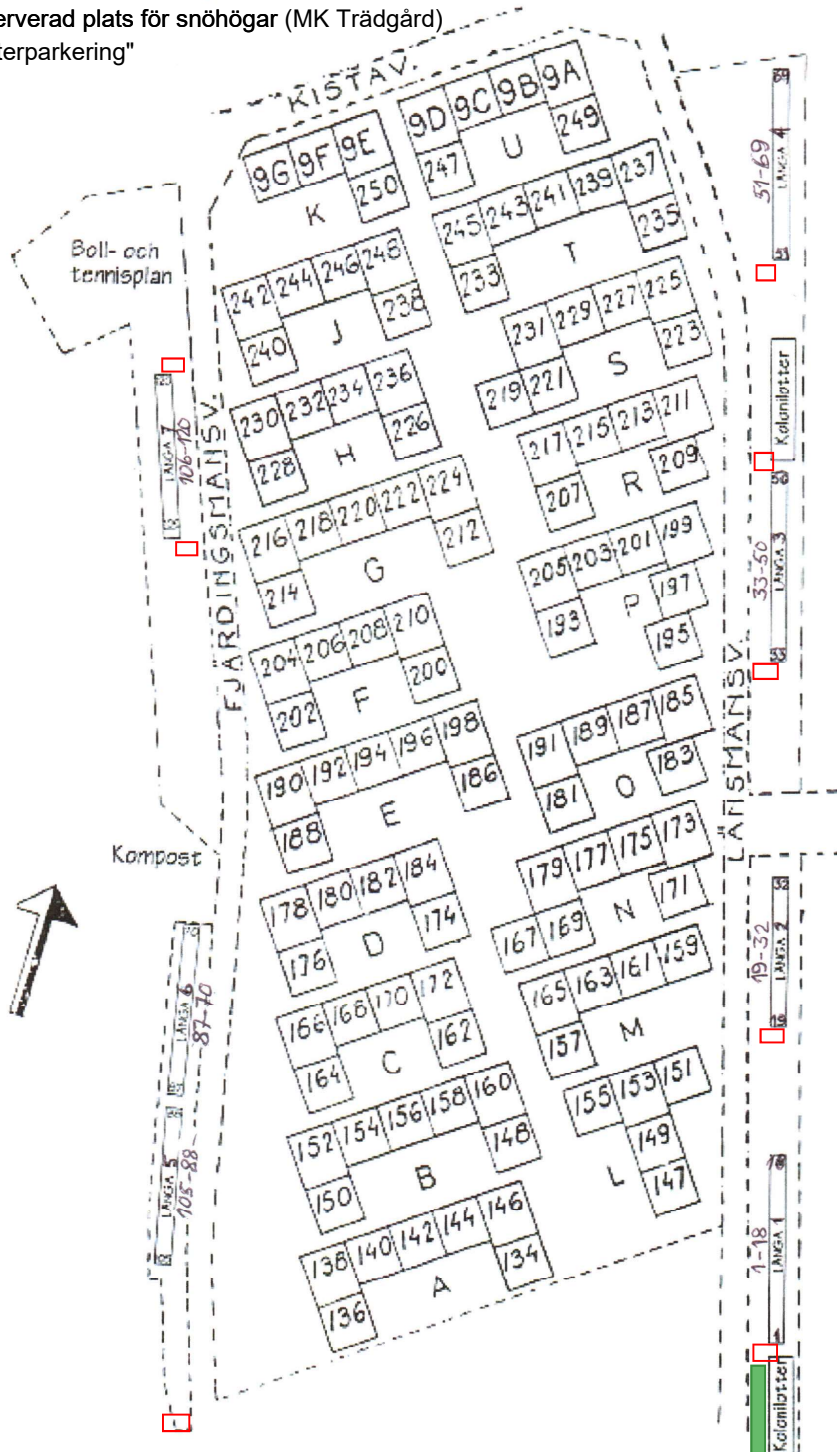 erverad plats för snöhögar (MK Trädgård)
terparkering"
KISTAV.
9G 9F 9E
250
K
9D 9C 9B 9A
247 249
U
Boll- och
tennisplan
242 244 246 248
240 238
J
245 243 241 239 237
233 235
T
230 232 234 236
228 226
H
231 229 227 225
219 221 223
S
216 218 220 222 224
214 212
G
217 215 213 211
207 209
R
204 206 208 210
202 200
F
205 203 201 199
193 197
195
P
190 192 194 196 198
188 186
E
191 189 187 185
181 183
O
178 180 182 184
176 174
D
179 177 175 173
167 169 171
N
166 168 170 172
164 162
C
165 163 161 159
157
M
152 154 156 158 160
150 148
B
155 153 151
149
147
L
138 140 142 144 146
136 134
A
FJÄRDINGSMANSV.
LÄNSMANSV.
Kompost
LÄNGA 7
106-120
LÄNGA 6
87-70
LÄNGA 5
105-88
51-69
LÄNGA 4
Kolonilotter
33-50
LÄNGA 3
19-32
LÄNGA 2
32
19
1-18
LÄNGA 1
Kolonilotter